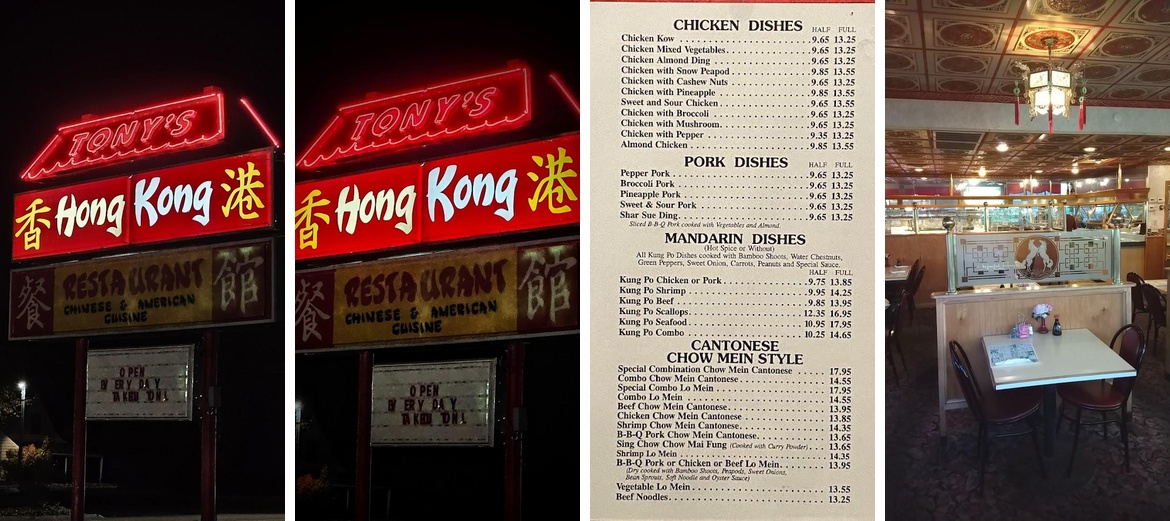 TONY'S
香 Hong Kong 港
餐 RESTAURANT 館
CHINESE & AMERICAN
CUISINE
OPEN
EVERY DAY
TAKE OUT
TONY'S
香 Hong Kong 港
餐 RESTAURANT 館
CHINESE & AMERICAN
CUISINE
OPEN
EVERY DAY
TAKE OUT
CHICKEN DISHES HALF FULL
Chicken Kow 9.65 13.25
Chicken Mixed Vegetables 9.65 13.25
Chicken Almond Ding 9.65 13.25
Chicken with Snow Peapod 9.85 13.55
Chicken with Cashew Nuts 9.65 13.25
Chicken with Pineapple 9.85 13.55
Sweet and Sour Chicken 9.65 13.55
Chicken with Broccoli 9.65 13.25
Chicken with Mushroom 9.65 13.25
Chicken with Pepper 9.35 13.25
Almond Chicken 9.85 13.55
PORK DISHES HALF FULL
Pepper Pork 9.65 13.25
Broccoli Pork 9.65 13.25
Pineapple Pork 9.65 13.25
Sweet & Sour Pork 9.65 13.25
Shar Sue Ding 9.65 13.25
Sliced B-B-Q Pork cooked with Vegetables and Almond.
MANDARIN DISHES
(Hot Spice or Without)
All Kung Po Dishes cooked with Bamboo Shoots, Water Chestnuts,
Green Peppers, Sweet Onion, Carrots, Peanuts and Special Sauce.
HALF FULL
Kung Po Chicken or Pork 9.75 13.85
Kung Po Shrimp 9.95 14.25
Kung Po Beef 9.85 13.95
Kung Po Scallops 12.35 16.95
Kung Po Seafood 10.95 17.95
Kung Po Combo 10.25 14.65
CANTONESE
CHOW MEIN STYLE
Special Combination Chow Mein Cantonese 17.95
Combo Chow Mein Cantonese 14.55
Special Combo Lo Mein 17.95
Combo Lo Mein 14.55
Beef Chow Mein Cantonese 13.95
Chicken Chow Mein Cantonese 13.85
Shrimp Chow Mein Cantonese 14.35
B-B-Q Pork Chow Mein Cantonese 13.65
Sing Chow Chow Mai Fung (Cooked with Curry Powder) 13.65
Shrimp Lo Mein 14.35
B-B-Q Pork or Chicken or Beef Lo Mein 13.95
(Dry cooked with Bamboo Shoots, Peapods, Sweet Onions,
Bean Sprouts, Soft Noodle and Oyster Sauce)
Vegetable Lo Mein 13.55
Beef Noodles 13.25